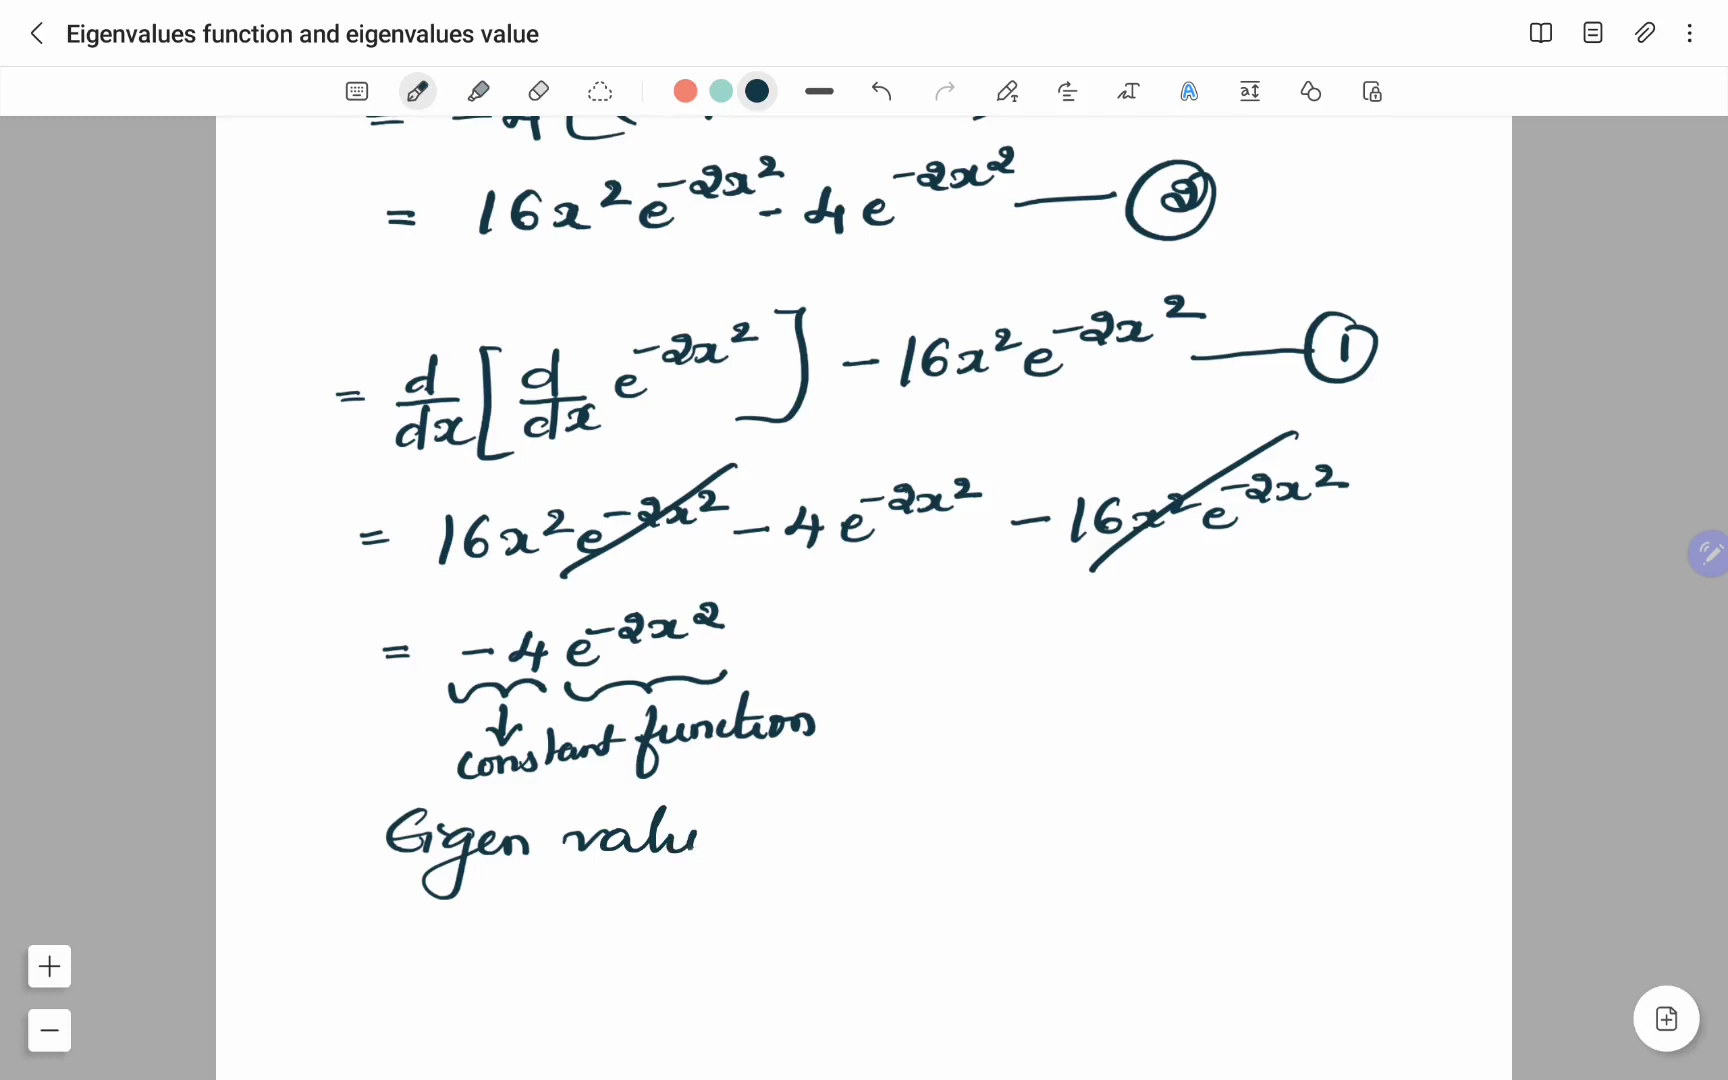 Eigenvalues function and eigenvalues value
= 16x²e^-2x² - 4e^-2x² — ②
= d/dx [ d/dx e^-2x² ] - 16x²e^-2x² — ①
= 16x²e^-2x² - 4e^-2x² - 16x²e^-2x²
= -4 e^-2x²
↓
constant function
Eigen valu